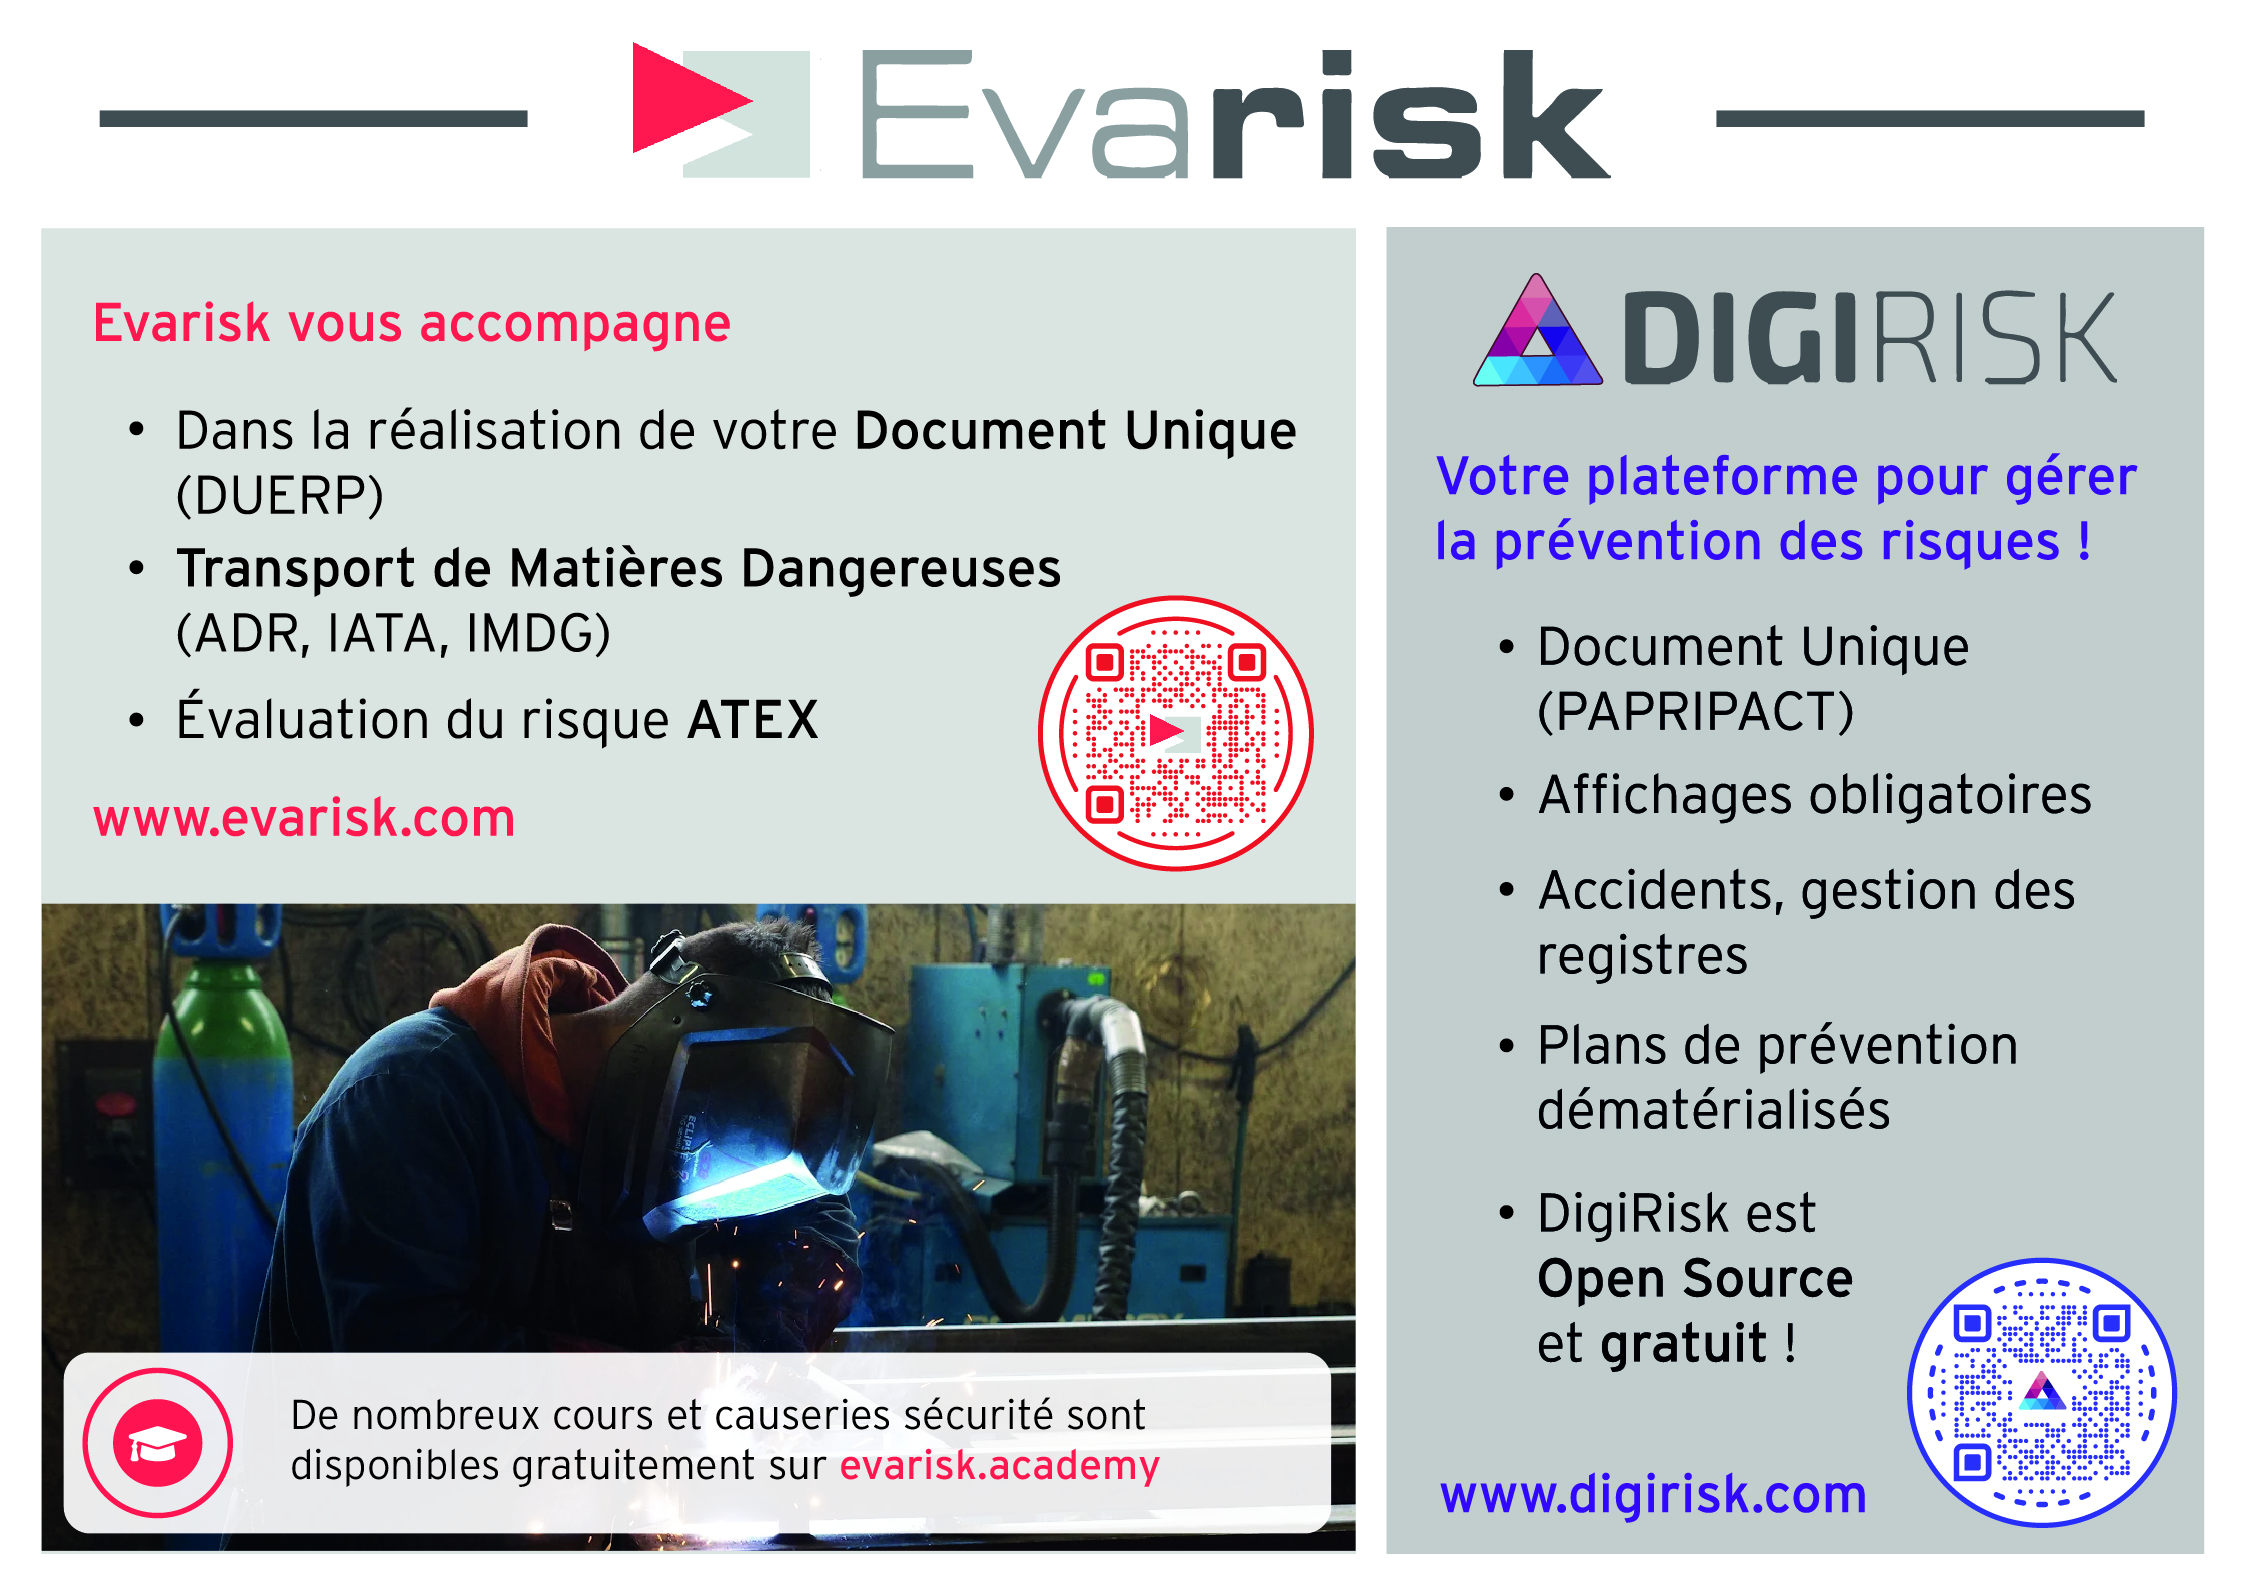 Evarisk
Evarisk vous accompagne
• Dans la réalisation de votre Document Unique
(DUERP)
• Transport de Matières Dangereuses
(ADR, IATA, IMDG)
• Évaluation du risque ATEX
www.evarisk.com
ECLIPSE
De nombreux cours et causeries sécurité sont
disponibles gratuitement sur evarisk.academy
DIGIRISK
Votre plateforme pour gérer
la prévention des risques !
• Document Unique
(PAPRIPACT)
• Affichages obligatoires
• Accidents, gestion des
registres
• Plans de prévention
dématérialisés
• DigiRisk est
Open Source
et gratuit !
www.digirisk.com